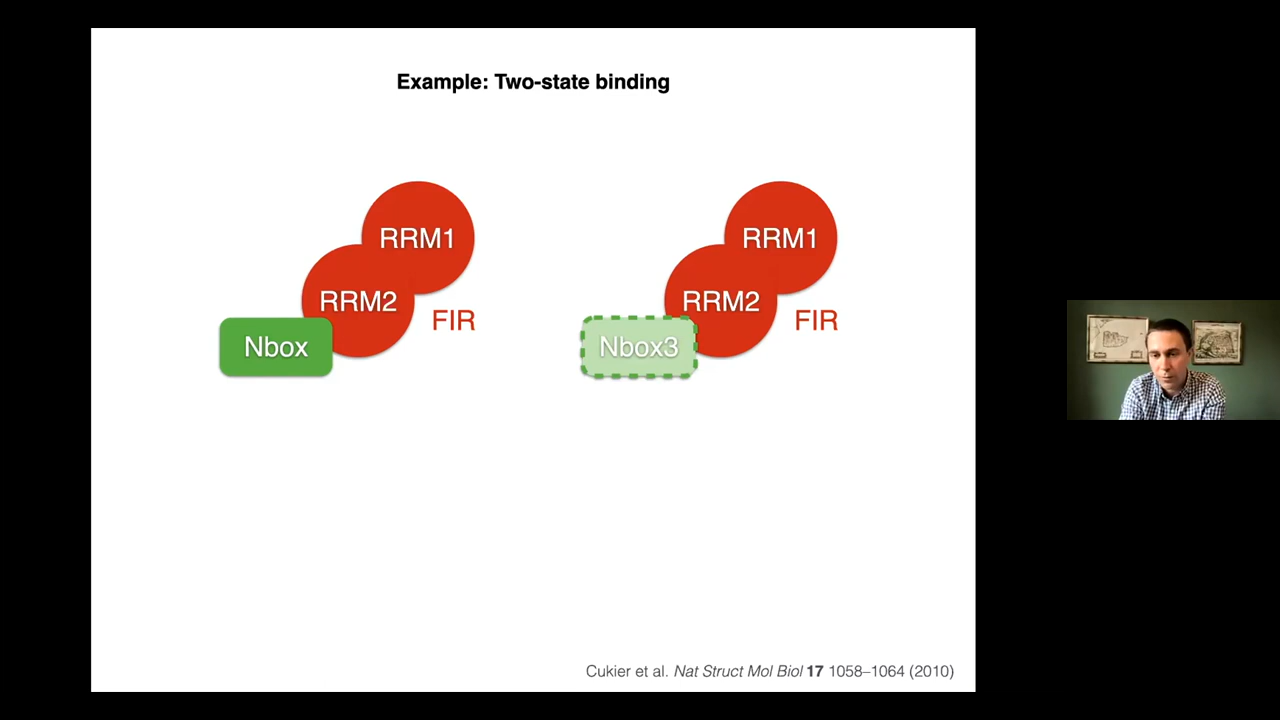 Example: Two-state binding
RRM1
RRM2
FIR
Nbox
RRM1
RRM2
FIR
Nbox3
Cukier et al. Nat Struct Mol Biol 17 1058–1064 (2010)